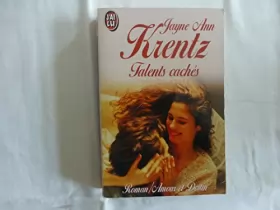 J'AI LU
Jayne Ann
Krentz
Talents cachés
Roman/Amour et Destin